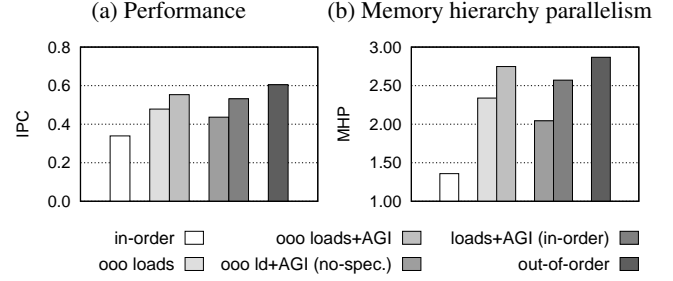 (a) Performance
(b) Memory hierarchy parallelism
IPC
0.8
0.6
0.4
0.2
0.0
MHP
3.00
2.50
2.00
1.50
1.00
in-order
ooo loads+AGI
loads+AGI (in-order)
ooo loads
ooo ld+AGI (no-spec.)
out-of-order